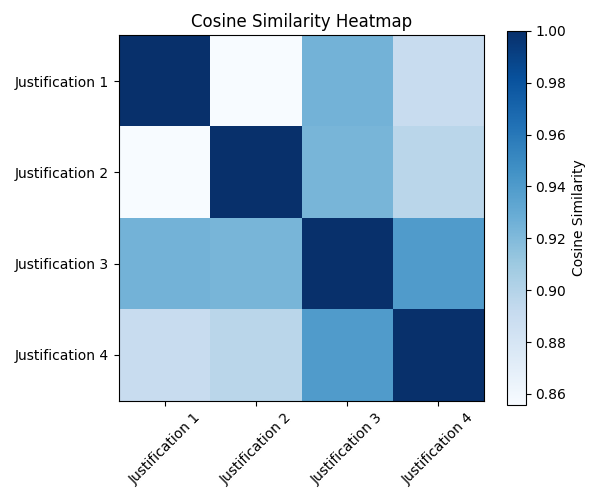 Cosine Similarity Heatmap
Justification 1
Justification 2
Justification 3
Justification 4
Justification 1
Justification 2
Justification 3
Justification 4
1.00
0.98
0.96
0.94
0.92
0.90
0.88
0.86
Cosine Similarity